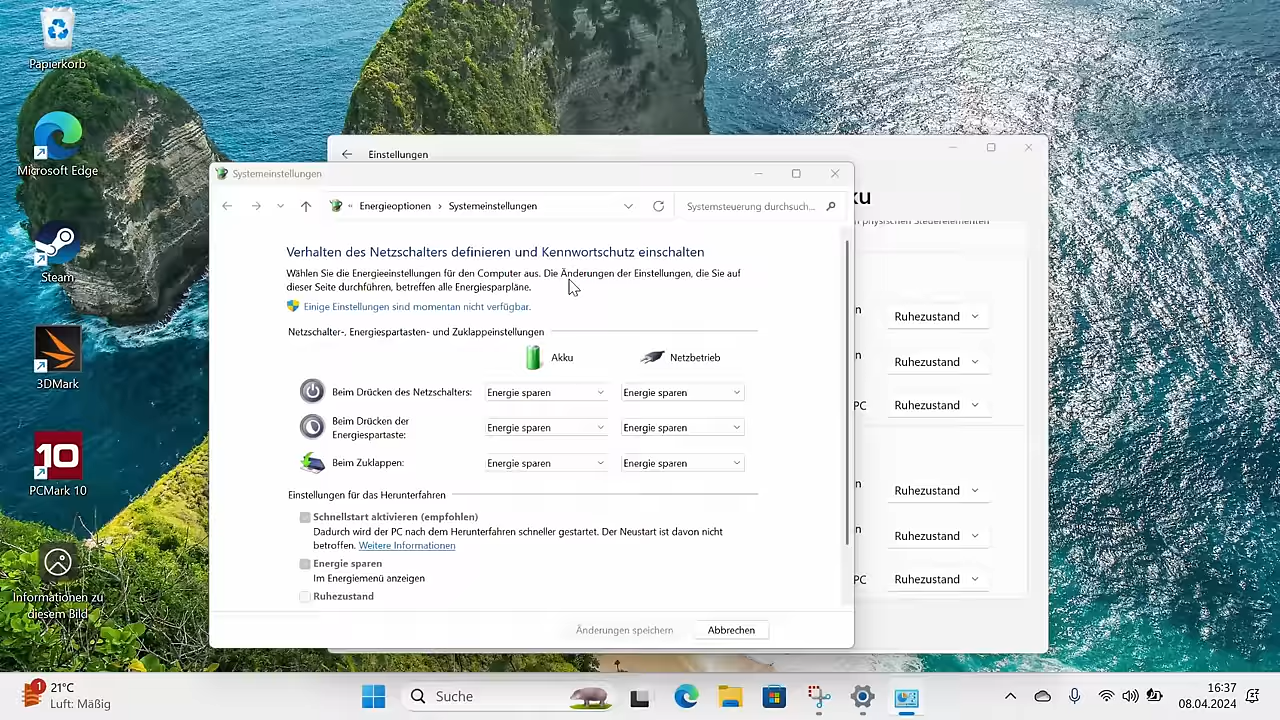 Papierkorb
Microsoft Edge
Steam
3DMark
10
PCMark 10
Informationen zu
diesem Bild
Einstellungen
ku
n physischen Steuerelementen
n
Ruhezustand
n
Ruhezustand
PC
Ruhezustand
n
Ruhezustand
n
Ruhezustand
PC
Ruhezustand
Systemeinstellungen
« Energieoptionen › Systemeinstellungen
Systemsteuerung durchsuch...
Verhalten des Netzschalters definieren und Kennwortschutz einschalten
Wählen Sie die Energieeinstellungen für den Computer aus. Die Änderungen der Einstellungen, die Sie auf
dieser Seite durchführen, betreffen alle Energiesparpläne.
Einige Einstellungen sind momentan nicht verfügbar.
Netzschalter-, Energiespartasten- und Zuklappeinstellungen
Akku
Netzbetrieb
Beim Drücken des Netzschalters:
Energie sparen
Energie sparen
Beim Drücken der
Energiespartaste:
Energie sparen
Energie sparen
Beim Zuklappen:
Energie sparen
Energie sparen
Einstellungen für das Herunterfahren
Schnellstart aktivieren (empfohlen)
Dadurch wird der PC nach dem Herunterfahren schneller gestartet. Der Neustart ist davon nicht
betroffen. Weitere Informationen
Energie sparen
Im Energiemenü anzeigen
Ruhezustand
Änderungen speichern
Abbrechen
1
21°C
Luft: Mäßig
Suche
16:37
08.04.2024